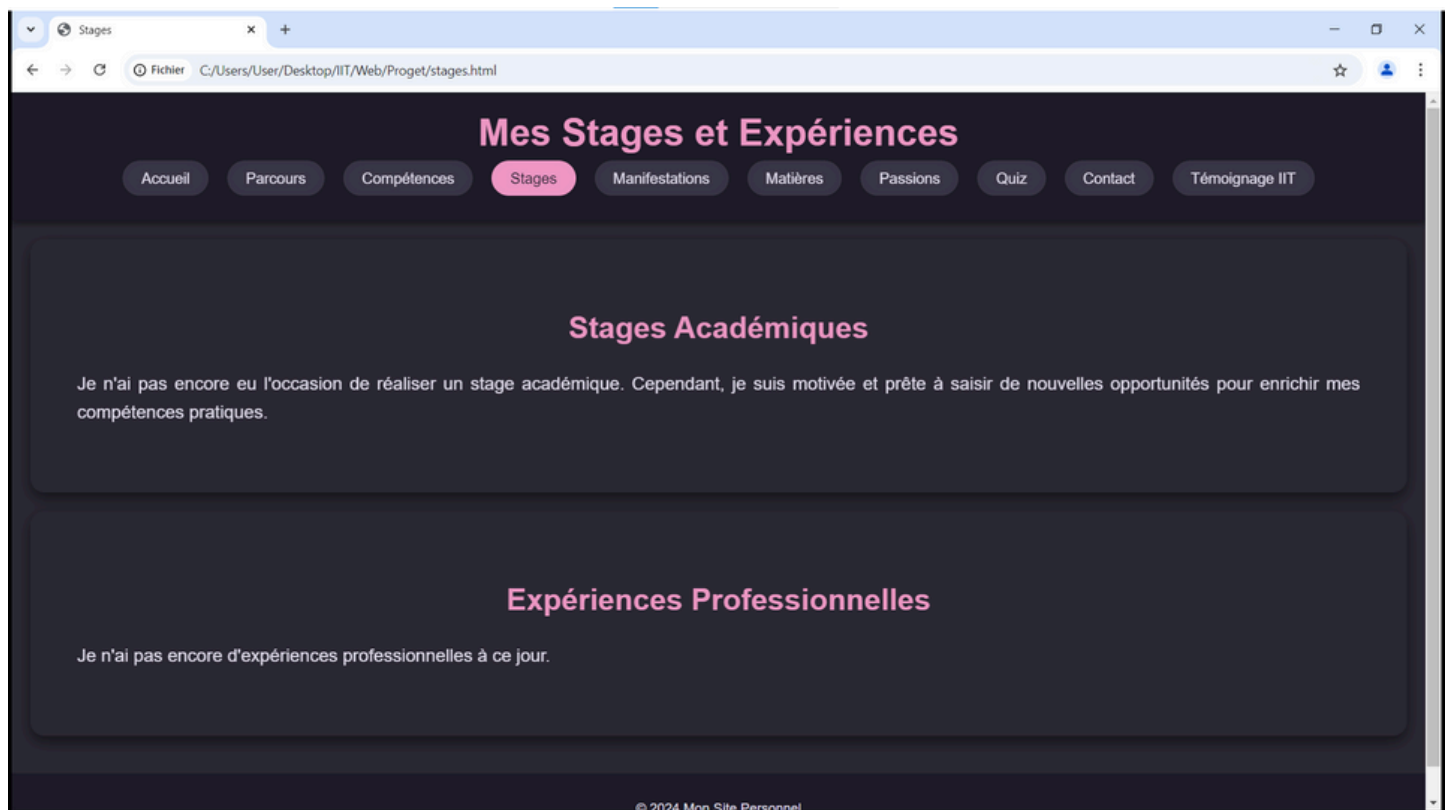 Stages
Fichier C:/Users/User/Desktop/IIT/Web/Proget/stages.html
Mes Stages et Expériences
Accueil Parcours Compétences Stages Manifestations Matières Passions Quiz Contact Témoignage IIT
Stages Académiques
Je n'ai pas encore eu l'occasion de réaliser un stage académique. Cependant, je suis motivée et prête à saisir de nouvelles opportunités pour enrichir mes
compétences pratiques.
Expériences Professionnelles
Je n'ai pas encore d'expériences professionnelles à ce jour.
© 2024 Mon Site Personnel